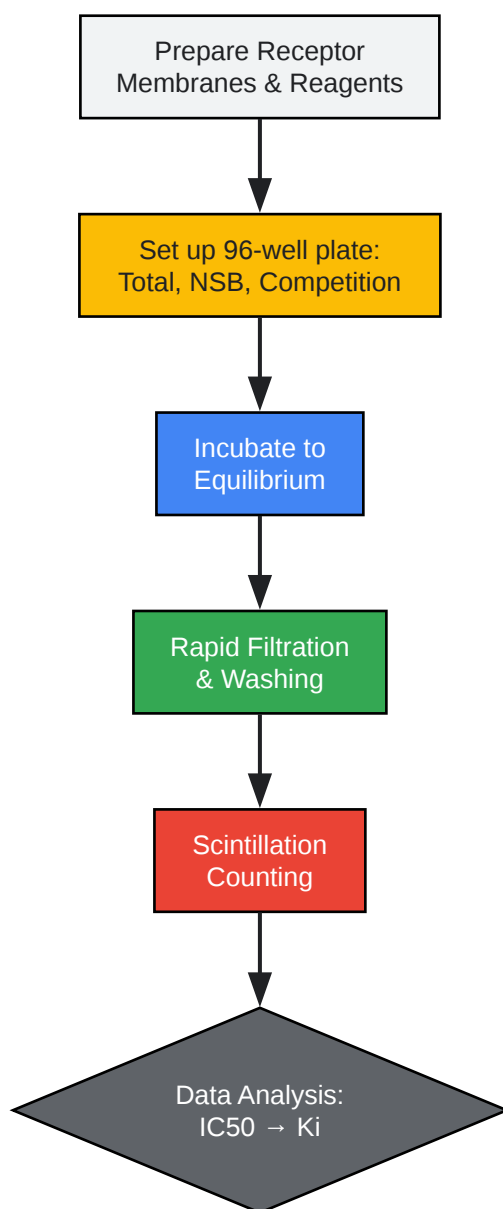 Prepare Receptor
Membranes & Reagents
Set up 96-well plate:
Total, NSB, Competition
Incubate to
Equilibrium
Rapid Filtration
& Washing
Scintillation
Counting
Data Analysis:
IC50 → Ki